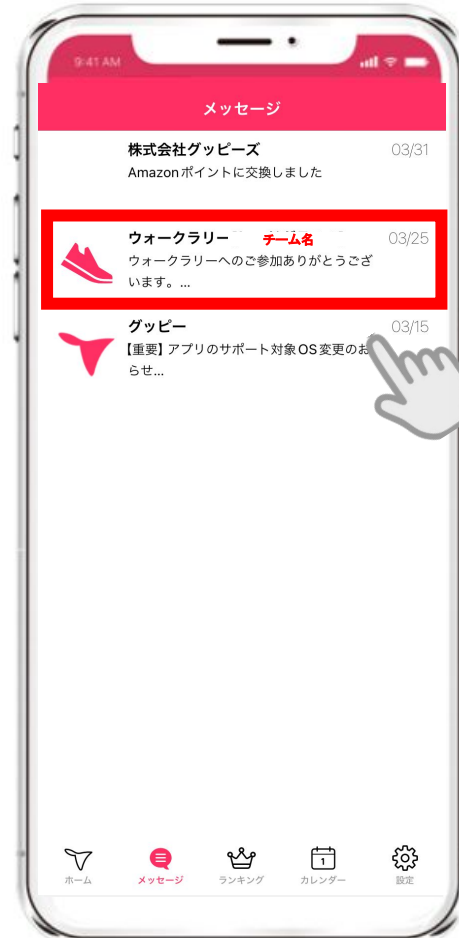 9:41 AM
メッセージ
株式会社グッピーズ 03/31
Amazonポイントに交換しました
ウォークラリー チーム名 03/25
ウォークラリーへのご参加ありがとうござ
います。...
グッピー 03/15
【重要】アプリのサポート対象OS変更のお
らせ...
1
ホーム メッセージ ランキング カレンダー 設定